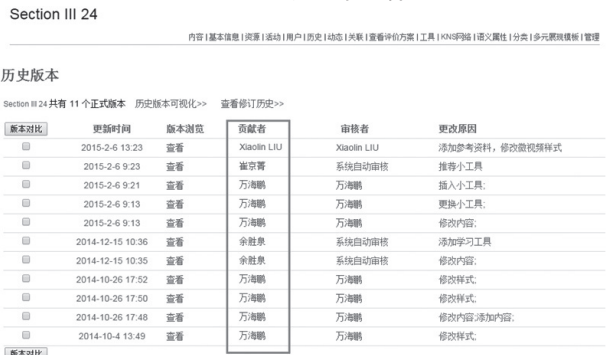 Section III 24
内容 | 基本信息 | 资源 | 活动 | 用户 | 历史 | 动态 | 关联 | 查看评价方案 | 工具 | KNS网络 | 语义属性 | 分类 | 多元展现模板 | 管理
历史版本
Section III 24 共有 11 个正式版本 历史版本可视化>> 查看修订历史>>
版本对比 更新时间 版本浏览 贡献者 审核者 更改原因
2015-2-6 13:23 查看 Xiaolin LIU Xiaolin LIU 添加参考资料，修改微视频样式
2015-2-6 9:23 查看 崔京菁 系统自动审核 推荐小工具
2015-2-6 9:21 查看 万海鹏 万海鹏 插入小工具;
2015-2-6 9:13 查看 万海鹏 万海鹏 更换小工具;
2015-2-6 9:13 查看 万海鹏 万海鹏 修改内容;
2014-12-15 10:36 查看 余胜泉 系统自动审核 添加学习工具
2014-12-15 10:35 查看 余胜泉 系统自动审核 修改内容;
2014-10-26 17:52 查看 万海鹏 万海鹏 修改样式;
2014-10-26 17:50 查看 万海鹏 万海鹏 修改样式;
2014-10-26 17:48 查看 万海鹏 万海鹏 修改内容;添加内容;
2014-10-4 13:49 查看 万海鹏 万海鹏 修改样式;
版本对比